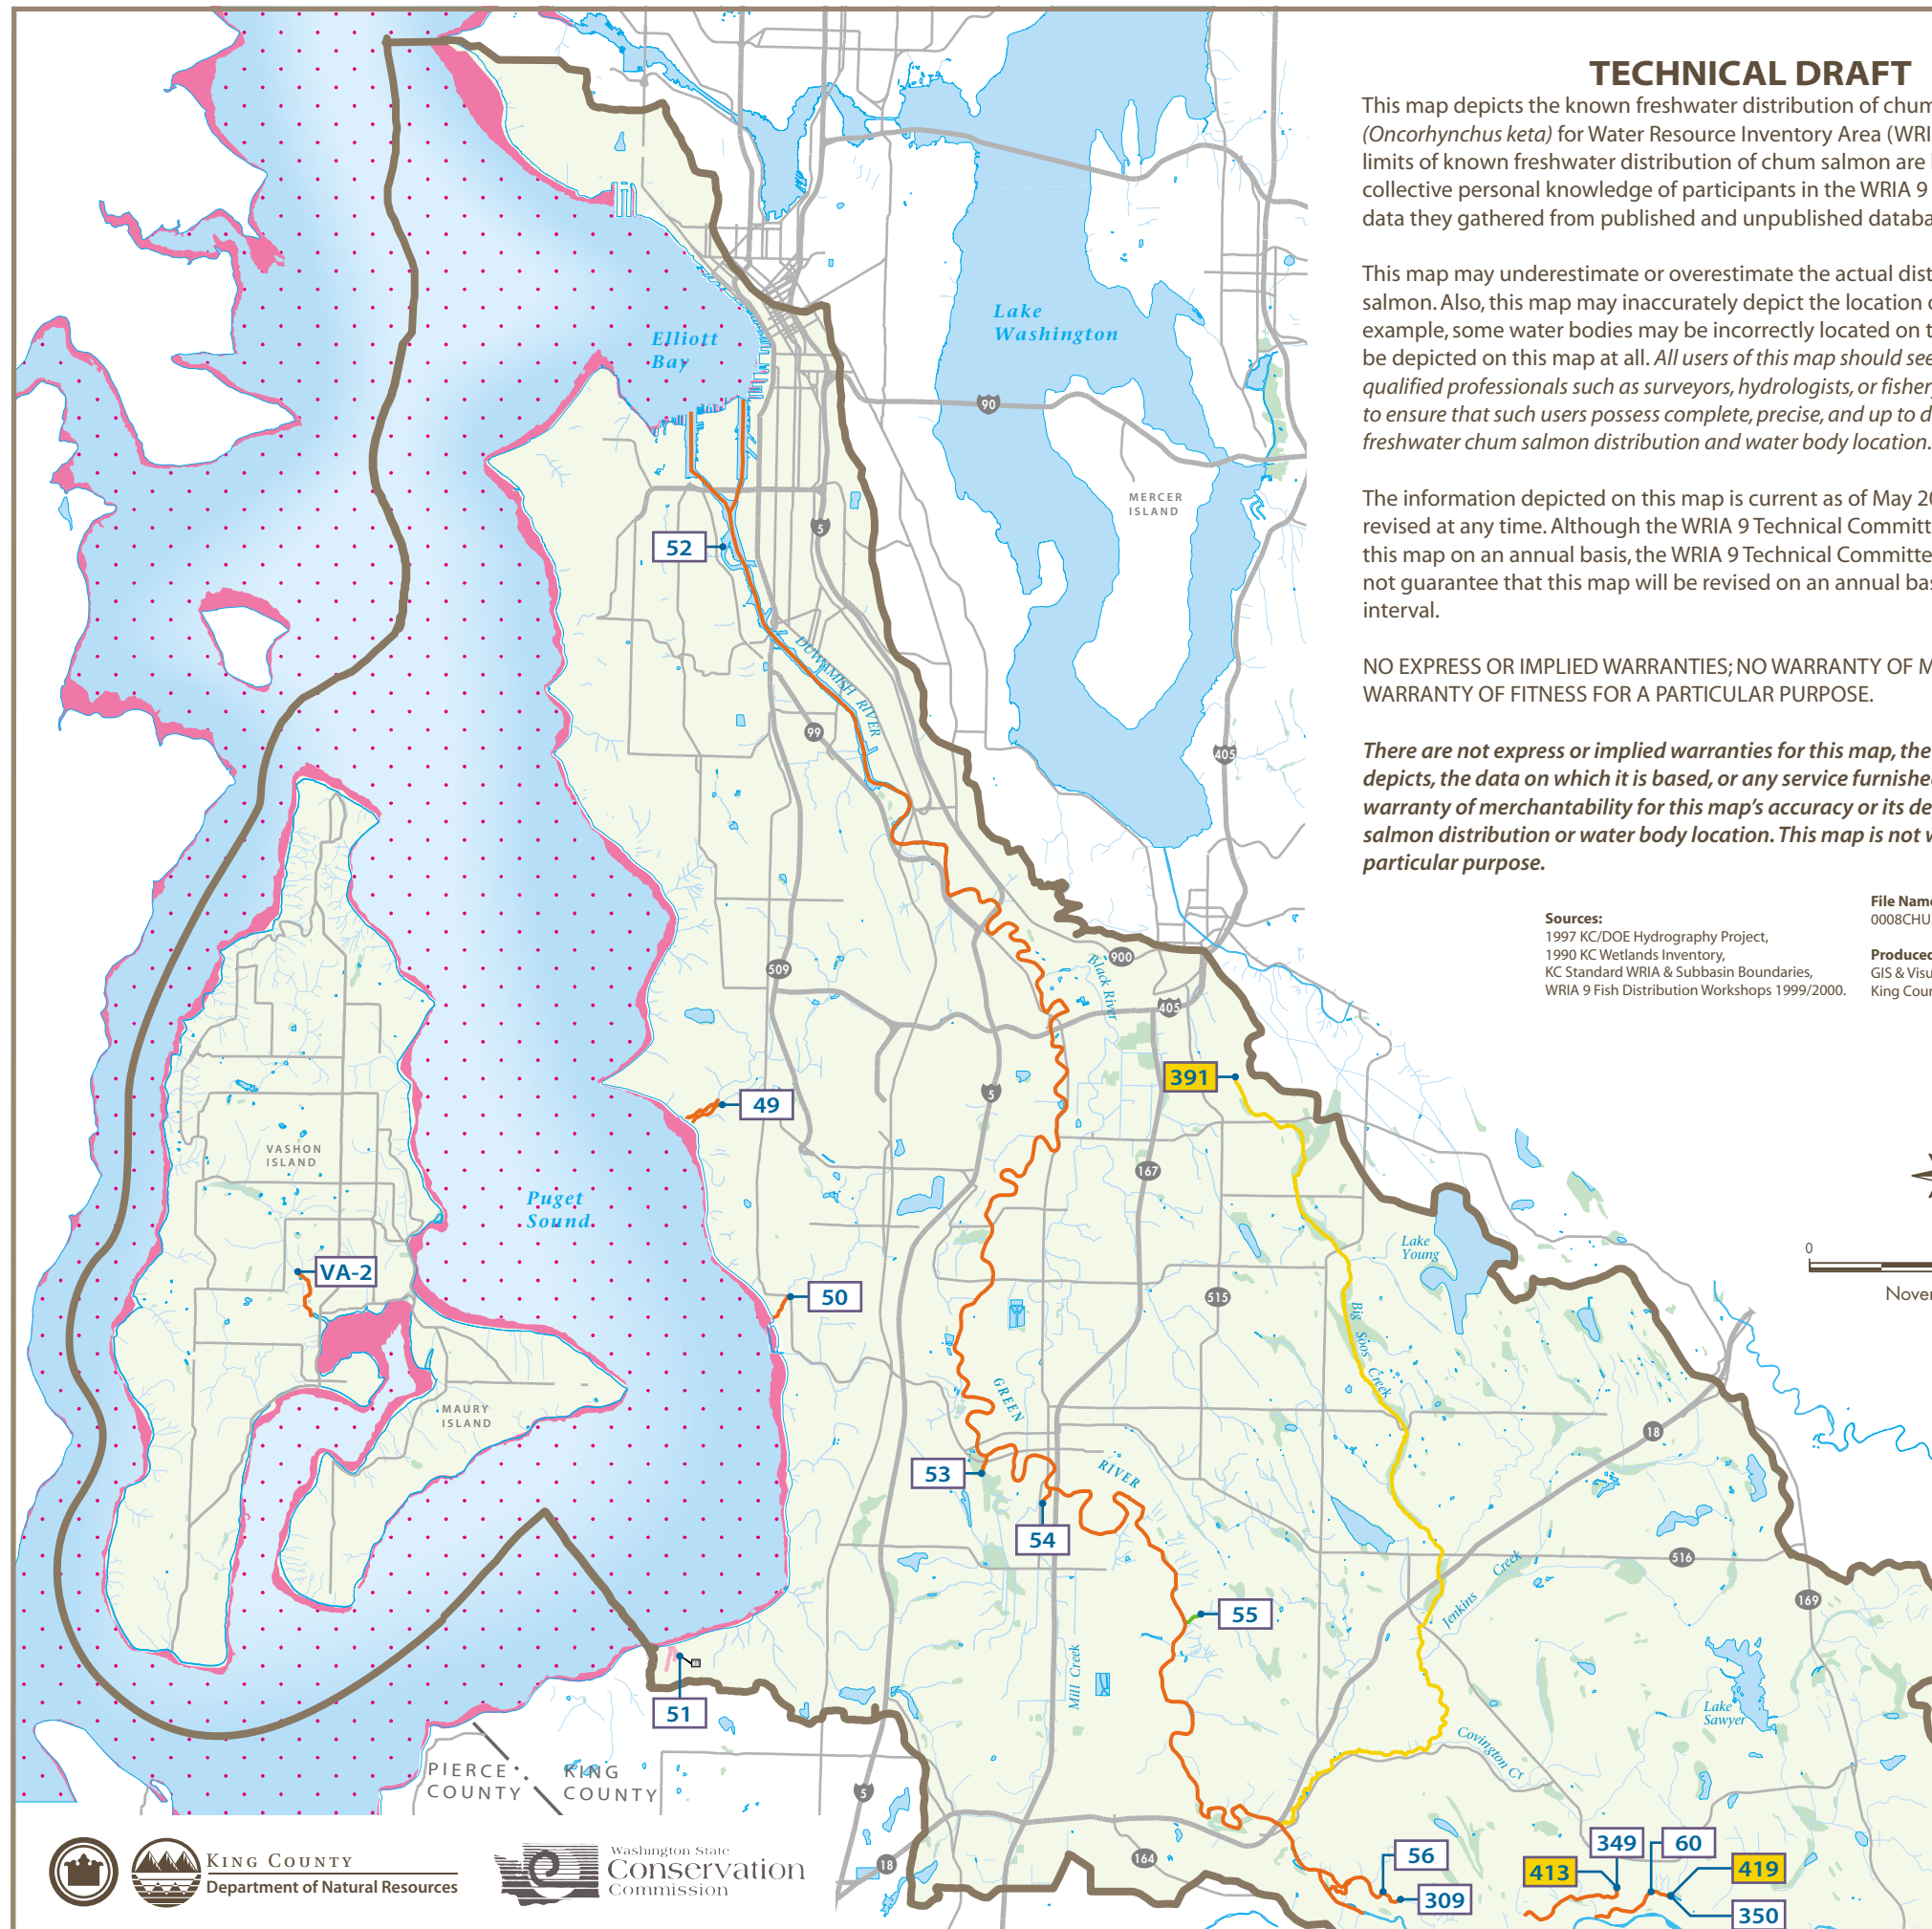 TECHNICAL DRAFT
This map depicts the known freshwater distribution of chum
(Oncorhynchus keta) for Water Resource Inventory Area (WRI
limits of known freshwater distribution of chum salmon are
collective personal knowledge of participants in the WRIA 9
data they gathered from published and unpublished databa
This map may underestimate or overestimate the actual dist
salmon. Also, this map may inaccurately depict the location
example, some water bodies may be incorrectly located on t
be depicted on this map at all. All users of this map should see
qualified professionals such as surveyors, hydrologists, or fisher
to ensure that such users possess complete, precise, and up to d
freshwater chum salmon distribution and water body location.
The information depicted on this map is current as of May 20
revised at any time. Although the WRIA 9 Technical Committ
this map on an annual basis, the WRIA 9 Technical Committe
not guarantee that this map will be revised on an annual bas
interval.
NO EXPRESS OR IMPLIED WARRANTIES; NO WARRANTY OF M
WARRANTY OF FITNESS FOR A PARTICULAR PURPOSE.
There are not express or implied warranties for this map, the
depicts, the data on which it is based, or any service furnishe
warranty of merchantability for this map's accuracy or its de
salmon distribution or water body location. This map is not w
particular purpose.
Sources:
1997 KC/DOE Hydrography Project,
1990 KC Wetlands Inventory,
KC Standard WRIA & Subbasin Boundaries,
WRIA 9 Fish Distribution Workshops 1999/2000.
File Name
0008CHU
Produced
GIS & Visu
King Coun
0
Nover
Elliott
Bay
Lake
Washington
90
MERCER
ISLAND
5
52
DUWAMISH RIVER
99
405
509
900
Black River
405
391
49
5
167
VASHON
ISLAND
Puget
Sound
Lake
Young
VA-2
50
515
Big Soos Creek
MAURY
ISLAND
GREEN
RIVER
18
53
54
516
Jenkins Creek
169
55
Mill Creek
51
Lake
Sawyer
Covington Cr
PIERCE
COUNTY
KING
COUNTY
5
18
164
56
309
349
60
413
419
350
KING COUNTY
Department of Natural Resources
Washington State
Conservation
Commission